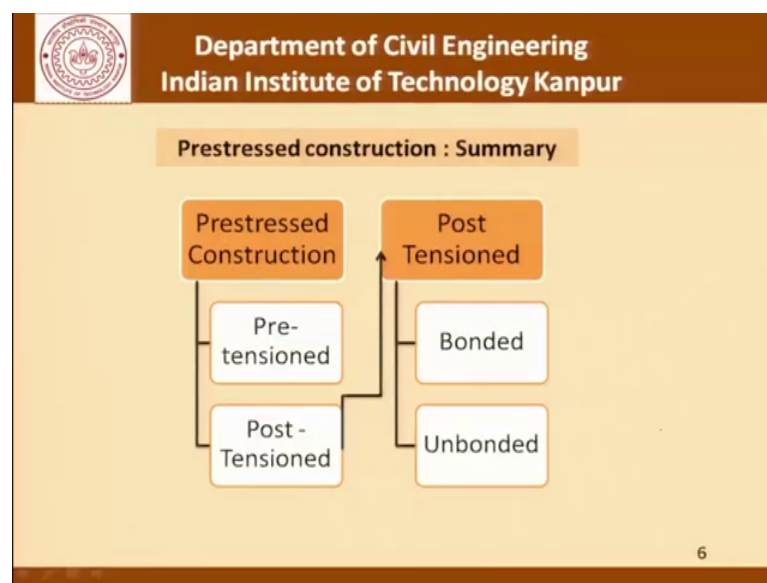 Department of Civil Engineering
Indian Institute of Technology Kanpur
Prestressed construction : Summary
Prestressed
Construction
Pre-
tensioned
Post -
Tensioned
Post
Tensioned
Bonded
Unbonded
6